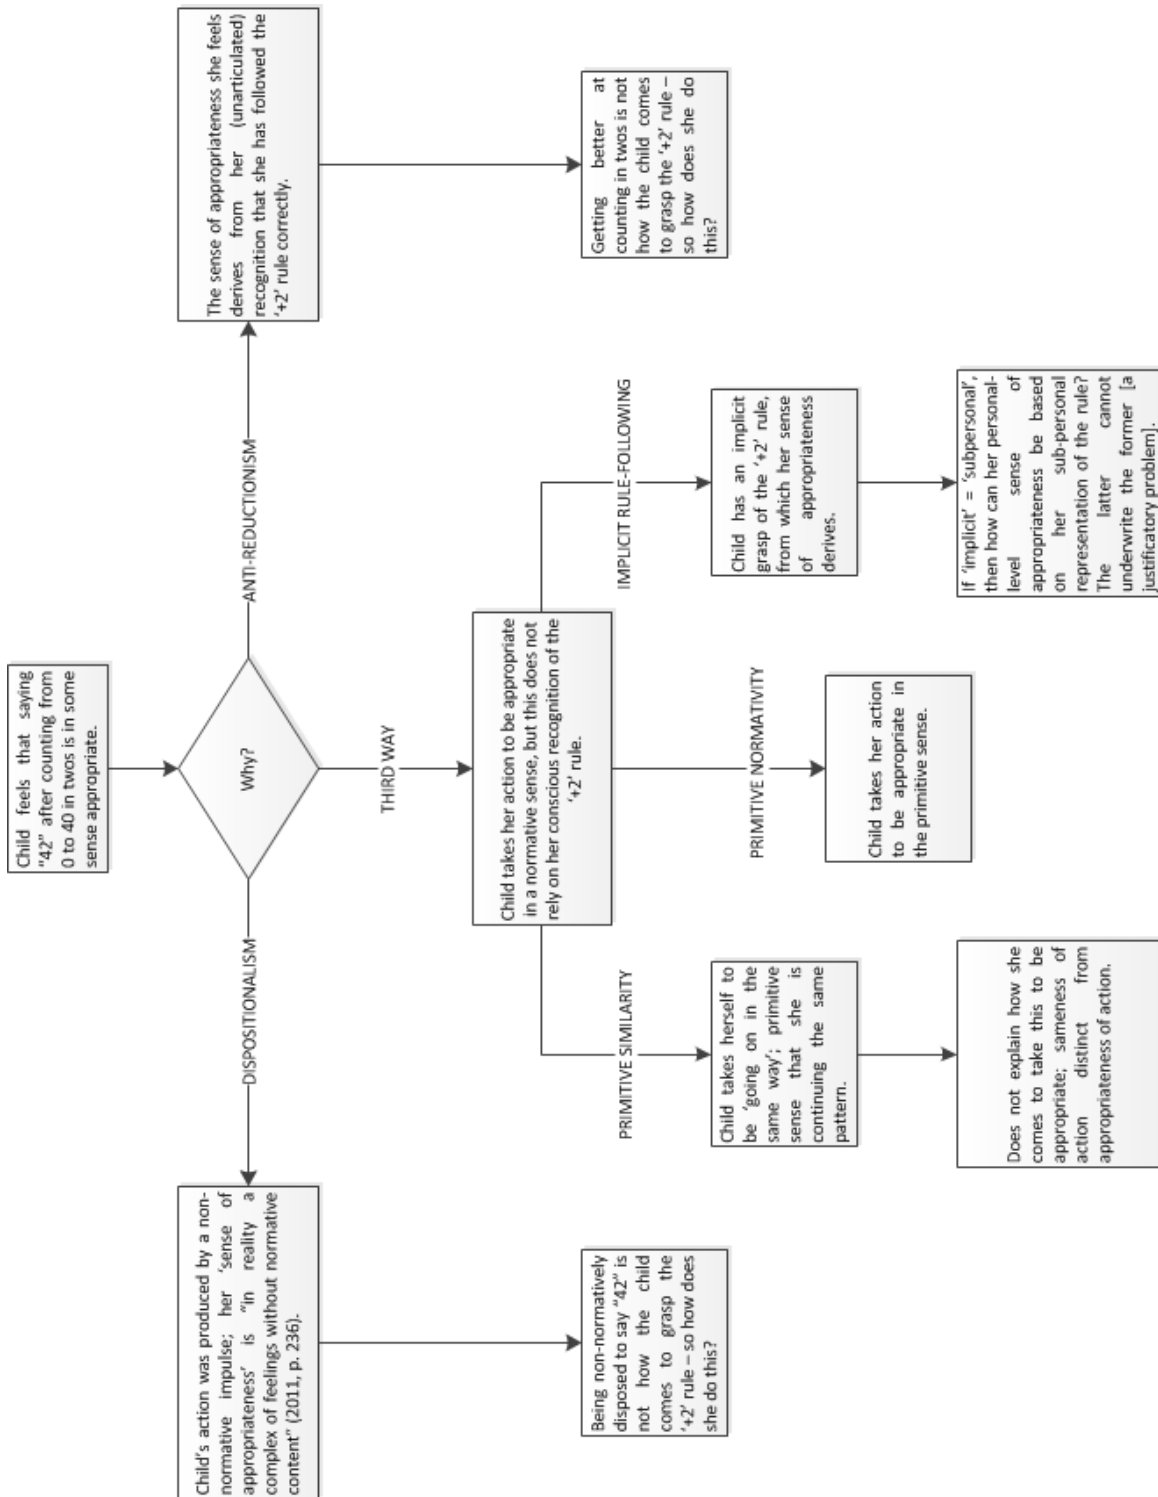 Child feels that saying
"42" after counting from
0 to 40 in twos is in some
sense appropriate.
Why?
DISPOSITIONALISM
ANTI-REDUCTIONISM
THIRD WAY
Child's action was produced by a non-
normative impulse; her 'sense of
appropriateness' is "in reality a
complex of feelings without normative
content" (2011, p. 236).
The sense of appropriateness she feels
derives from her (unarticulated)
recognition that she has followed the
'+2' rule correctly.
Being non-normatively
disposed to say "42" is
not how the child
comes to grasp the
'+2' rule – so how does
she do this?
Child takes her action to be appropriate
in a normative sense, but this does not
rely on her conscious recognition of the
'+2' rule.
Getting better at
counting in twos is not
how the child comes
to grasp the '+2' rule –
so how does she do
this?
PRIMITIVE SIMILARITY
PRIMITIVE NORMATIVITY
IMPLICIT RULE-FOLLOWING
Child takes herself to
be 'going on in the
same way'; primitive
sense that she is
continuing the same
pattern.
Child takes her action
to be appropriate in
the primitive sense.
Child has an implicit
grasp of the '+2' rule,
from which her sense
of appropriateness
derives.
Does not explain how she
comes to take this to be
appropriate; sameness of
action distinct from
appropriateness of action.
If 'implicit' = 'subpersonal',
then how can her personal-
level sense of
appropriateness be based
on her sub-personal
representation of the rule?
The latter cannot
underwrite the former [a
justificatory problem].